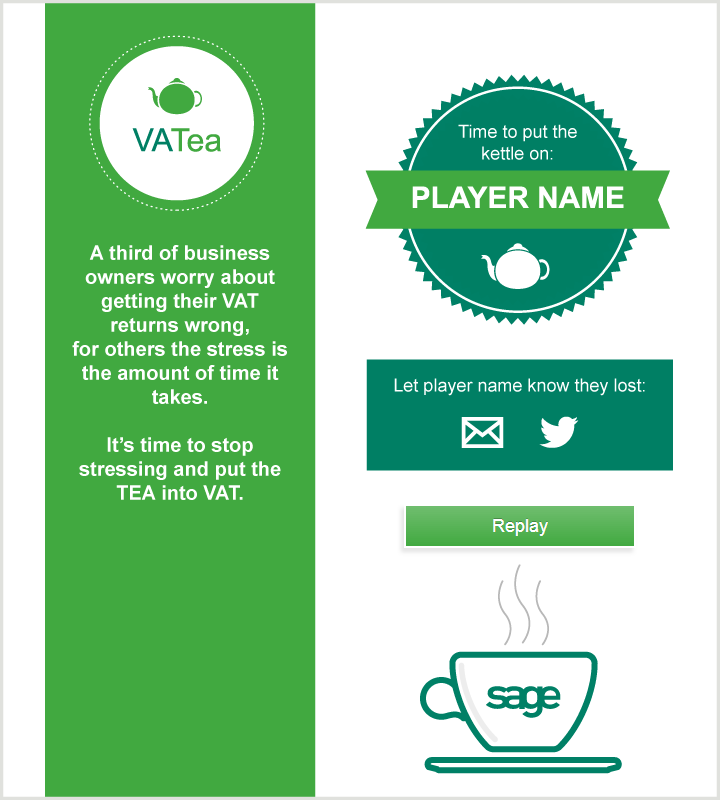 VATea
A third of business
owners worry about
getting their VAT
returns wrong,
for others the stress is
the amount of time it
takes.
It’s time to stop
stressing and put the
TEA into VAT.
Time to put the
kettle on:
PLAYER NAME
Let player name know they lost:
Replay
sage